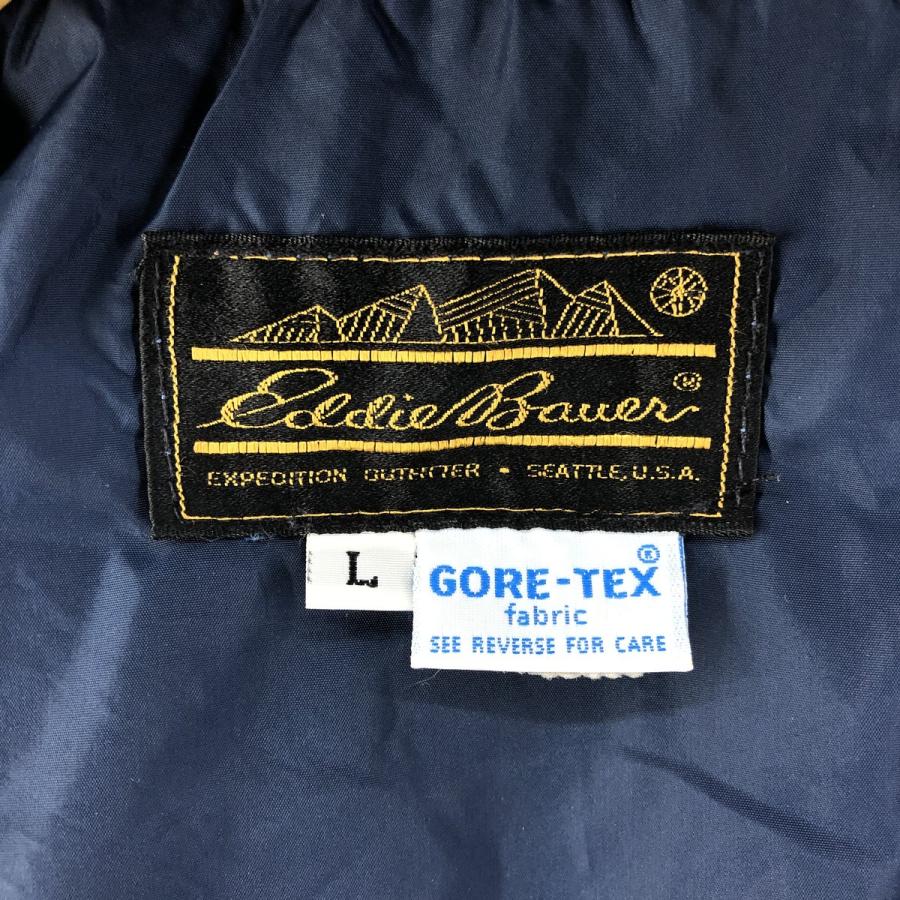 Eddie Bauer®
EXPEDITION OUTFITTER • SEATTLE, U.S.A.
L
GORE-TEX®
fabric
SEE REVERSE FOR CARE